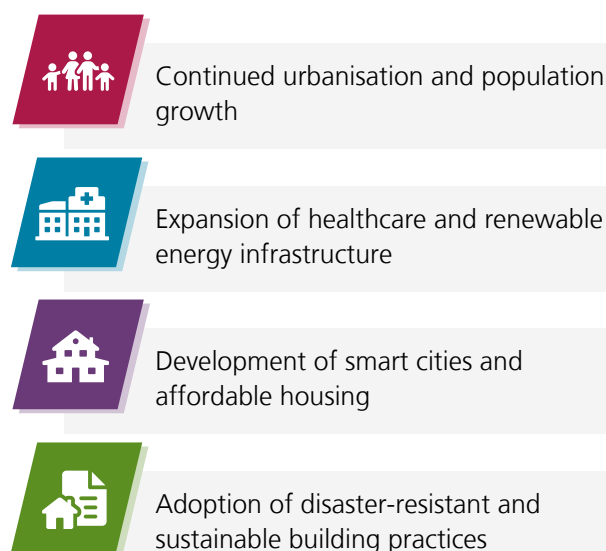 Continued urbanisation and population
growth
Expansion of healthcare and renewable
energy infrastructure
Development of smart cities and
affordable housing
Adoption of disaster-resistant and
sustainable building practices